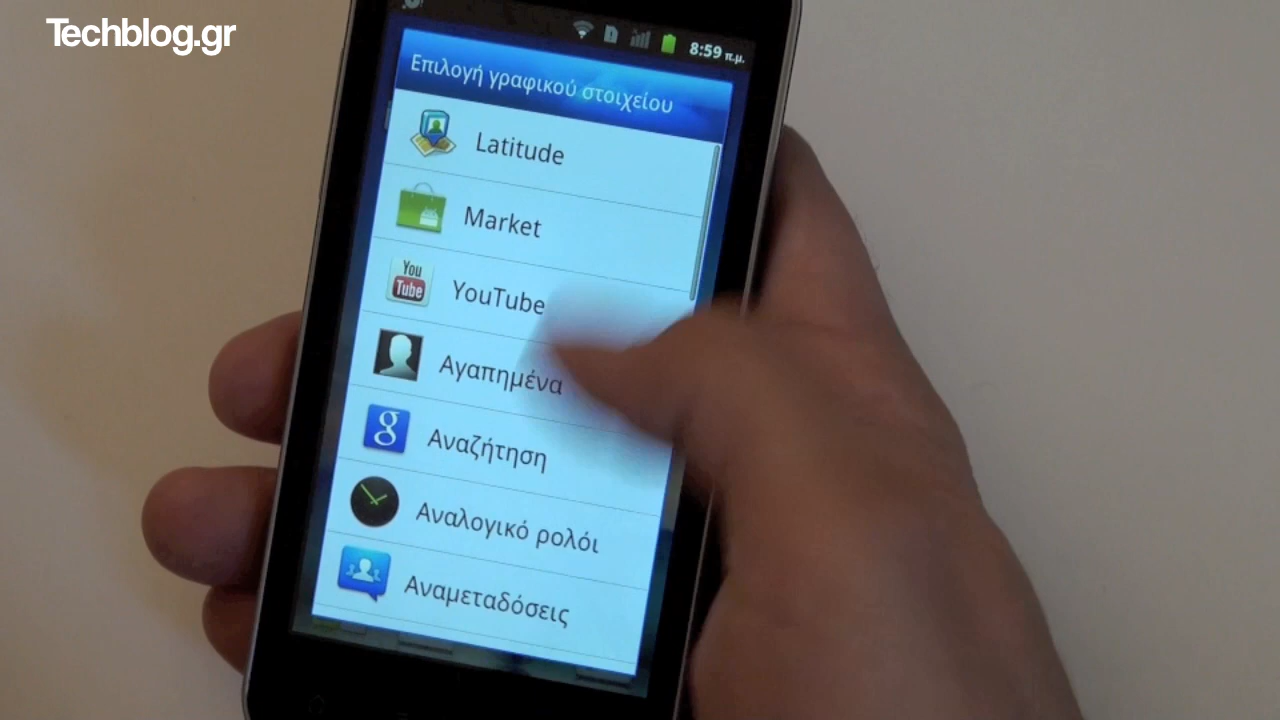 Techblog.gr
8:59 π.μ.
Επιλογή γραφικού στοιχείου
Latitude
Market
You
Tube
YouTube
Αγαπημένα
g
Αναζήτηση
Αναλογικό ρολόι
Αναμεταδόσεις